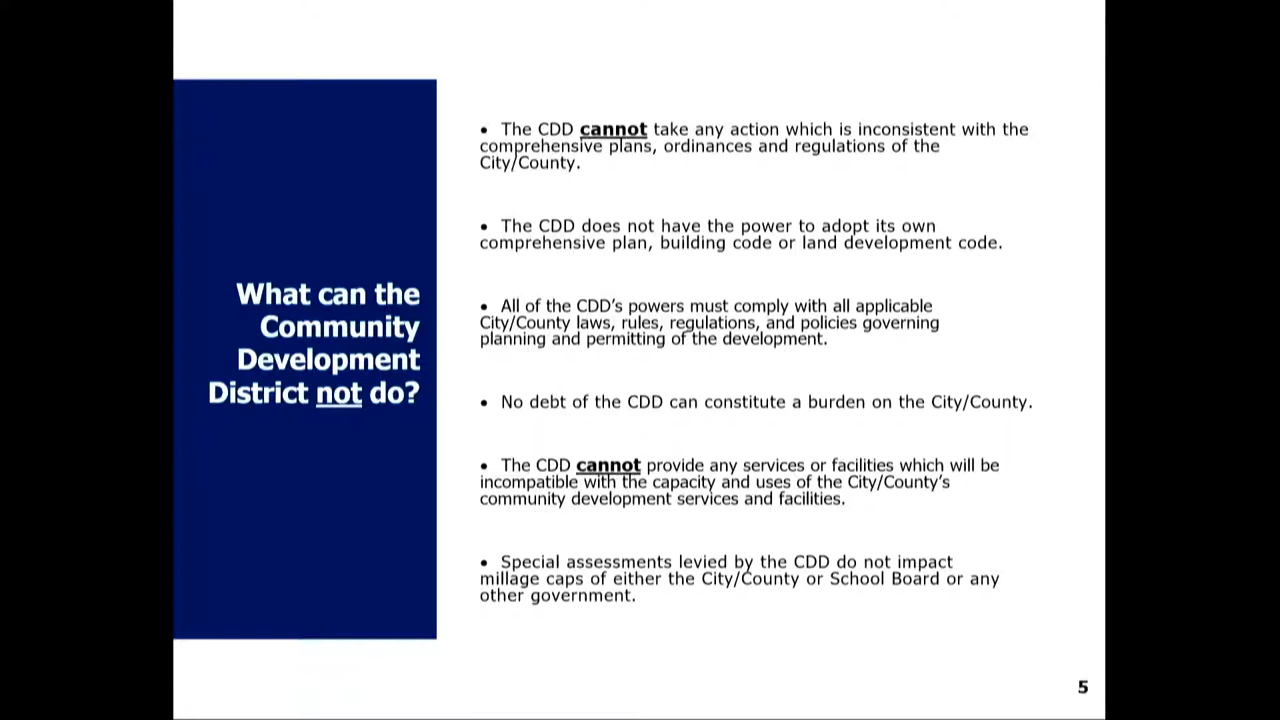 What can the
Community
Development
District not do?
• The CDD cannot take any action which is inconsistent with the
comprehensive plans, ordinances and regulations of the
City/County.
• The CDD does not have the power to adopt its own
comprehensive plan, building code or land development code.
• All of the CDD’s powers must comply with all applicable
City/County laws, rules, regulations, and policies governing
planning and permitting of the development.
• No debt of the CDD can constitute a burden on the City/County.
• The CDD cannot provide any services or facilities which will be
incompatible with the capacity and uses of the City/County’s
community development services and facilities.
• Special assessments levied by the CDD do not impact
millage caps of either the City/County or School Board or any
other government.
5